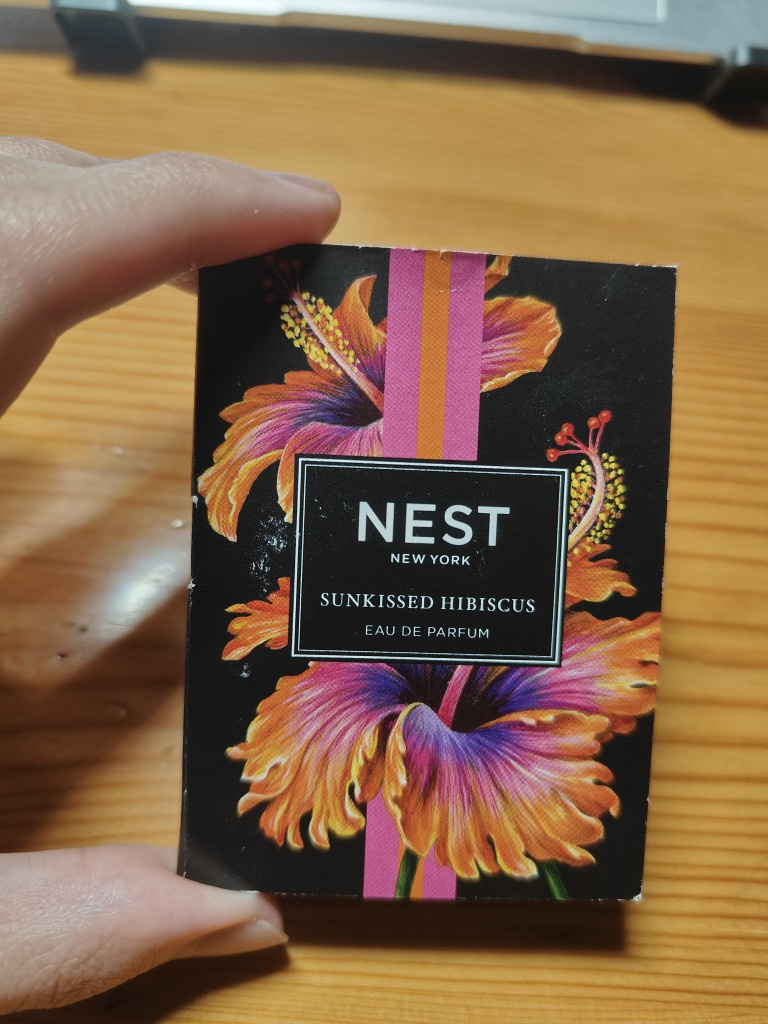 NEST
NEW YORK
SUNKISSED HIBISCUS
EAU DE PARFUM